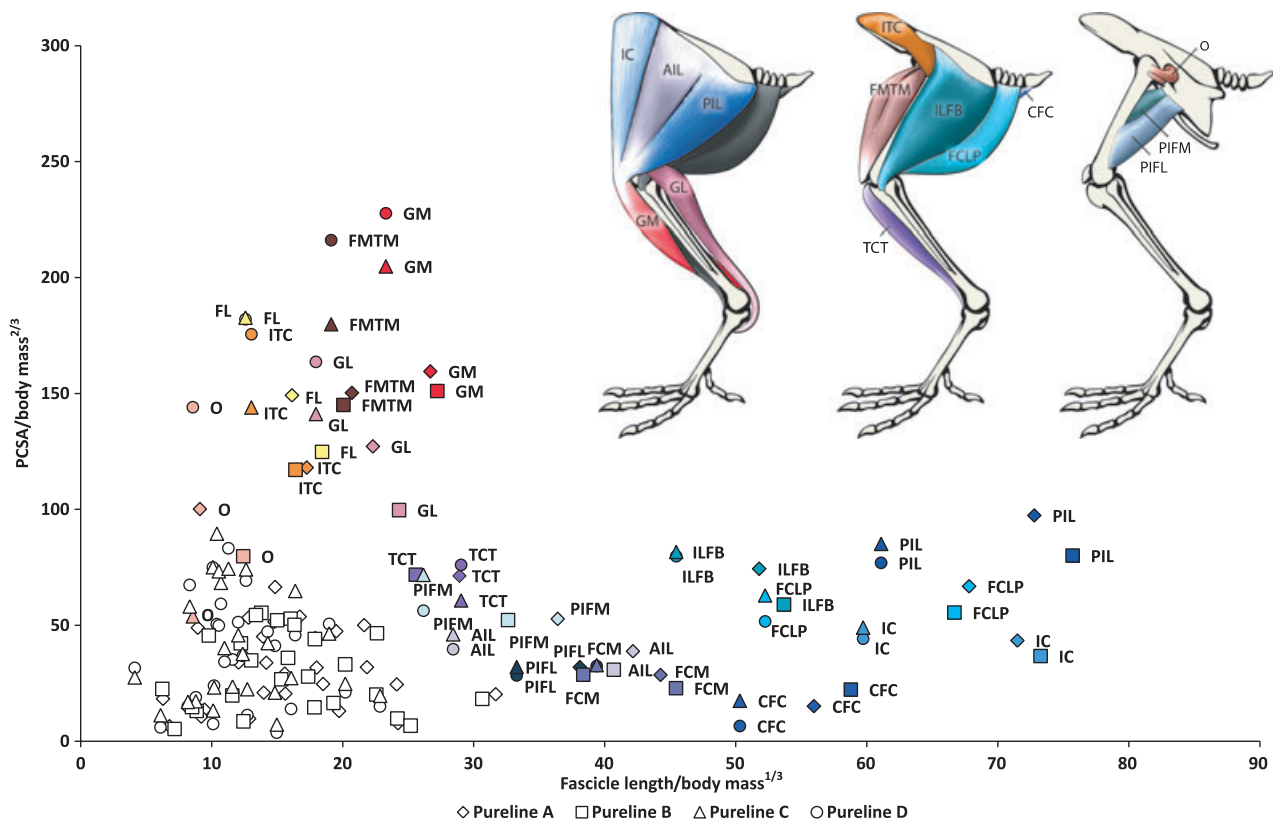 300
250
200
150
100
50
0
PCSA/body mass2/3
0 10 20 30 40 50 60 70 80 90
Fascicle length/body mass1/3
Pureline A Pureline B Pureline C Pureline D
IC
AIL
PIL
GL
GM
ITC
FMTM
ILFB
FCLP
CFC
TCT
O
PIFM
PIFL
GM
FMTM
GM
FL FL
ITC
FMTM
GL
GM
FMTM
GM
FL
FMTM
O
ITC
GL
GL
FL
ITC
ITC
O
GL
O
O
TCT
TCT
TCT
PIFM
TCT
PIFM
PIFM
PIFM
AIL
AIL
PIFL
PIFL
PIFL
FCM
AIL
AIL
FCM
FCM
FCM
ILFB
ILFB
ILFB
FCLP
ILFB
FCLP
CFC
CFC
CFC
CFC
IC
IC
PIL
PIL
PIL
PIL
FCLP
FCLP
IC
IC